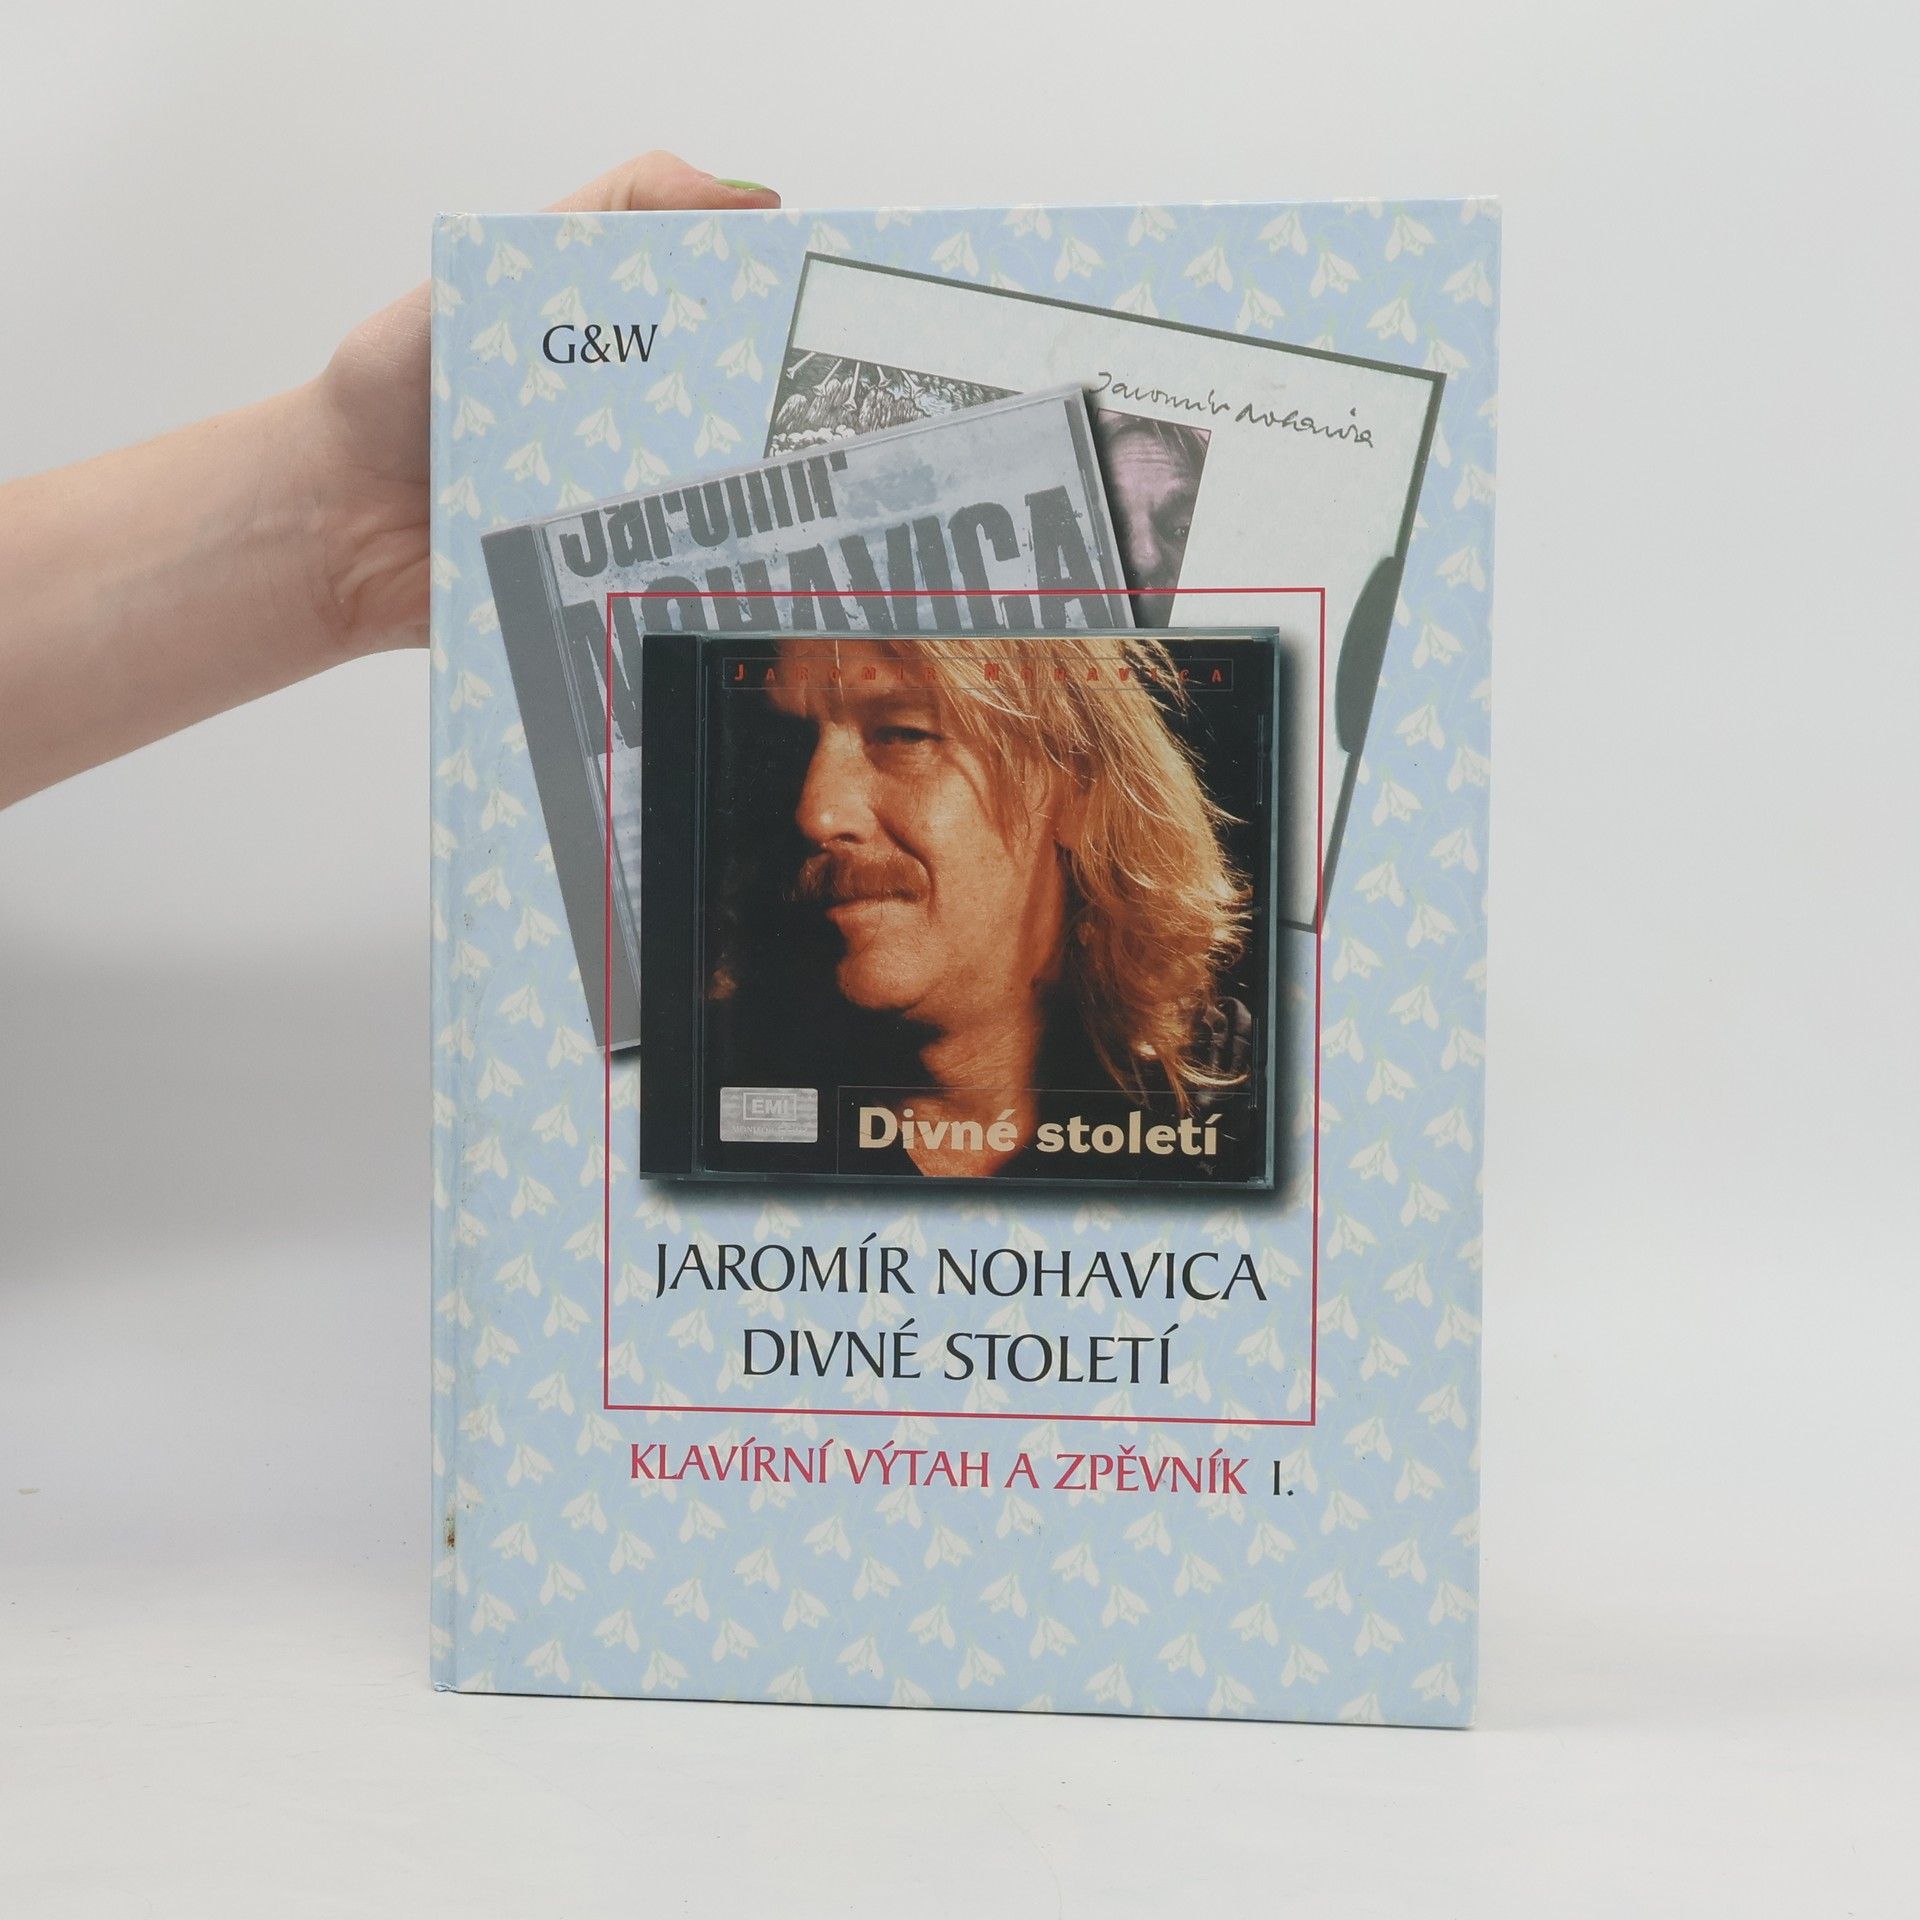 G&W
Jaromír Nohavica
Jaromír
NOHAVICA
JAROMÍR NOHAVICA
EMI
Divné století
JAROMÍR NOHAVICA
DIVNÉ STOLETÍ
KLAVÍRNÍ VÝTAH A ZPĚVNÍK I.